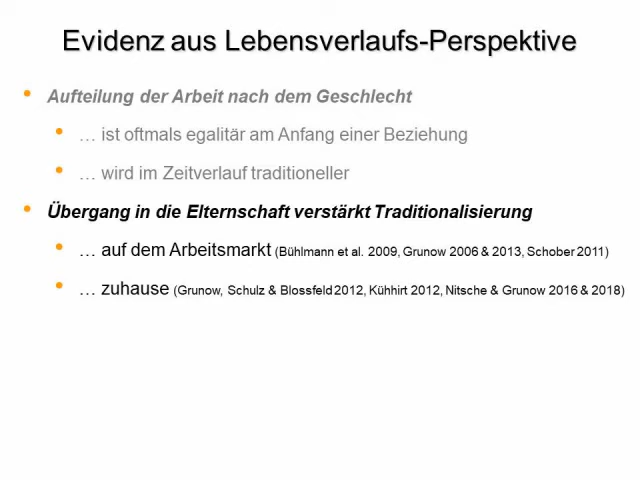 Evidenz aus Lebensverlaufs-Perspektive
• Aufteilung der Arbeit nach dem Geschlecht
• … ist oftmals egalitär am Anfang einer Beziehung
• … wird im Zeitverlauf traditioneller
• Übergang in die Elternschaft verstärkt Traditionalisierung
• … auf dem Arbeitsmarkt (Bühlmann et al. 2009, Grunow 2006 & 2013, Schober 2011)
• … zuhause (Grunow, Schulz & Blossfeld 2012, Kühhirt 2012, Nitsche & Grunow 2016 & 2018)